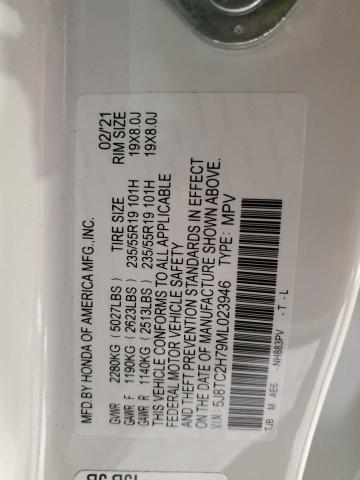 MFD.BY HONDA OF AMERICA MFG.,INC. 02/'21
TIRE SIZE RIM SIZE
GVWR 2280KG (5027LBS)
GAWR F 1190KG (2623LBS) 235/55R19 101H 19X8.0J
GAWR R 1140KG (2513LBS) 235/55R19 101H 19X8.0J
THIS VEHICLE CONFORMS TO ALL APPLICABLE
FEDERAL MOTOR VEHICLE SAFETY
AND THEFT PREVENTION STANDARDS IN EFFECT
ON THE DATE OF MANUFACTURE SHOWN ABOVE.
V.I.N.: 5J8TC2H79ML023946 TYPE: MPV
TJB M AE6 NH883PV - T - L